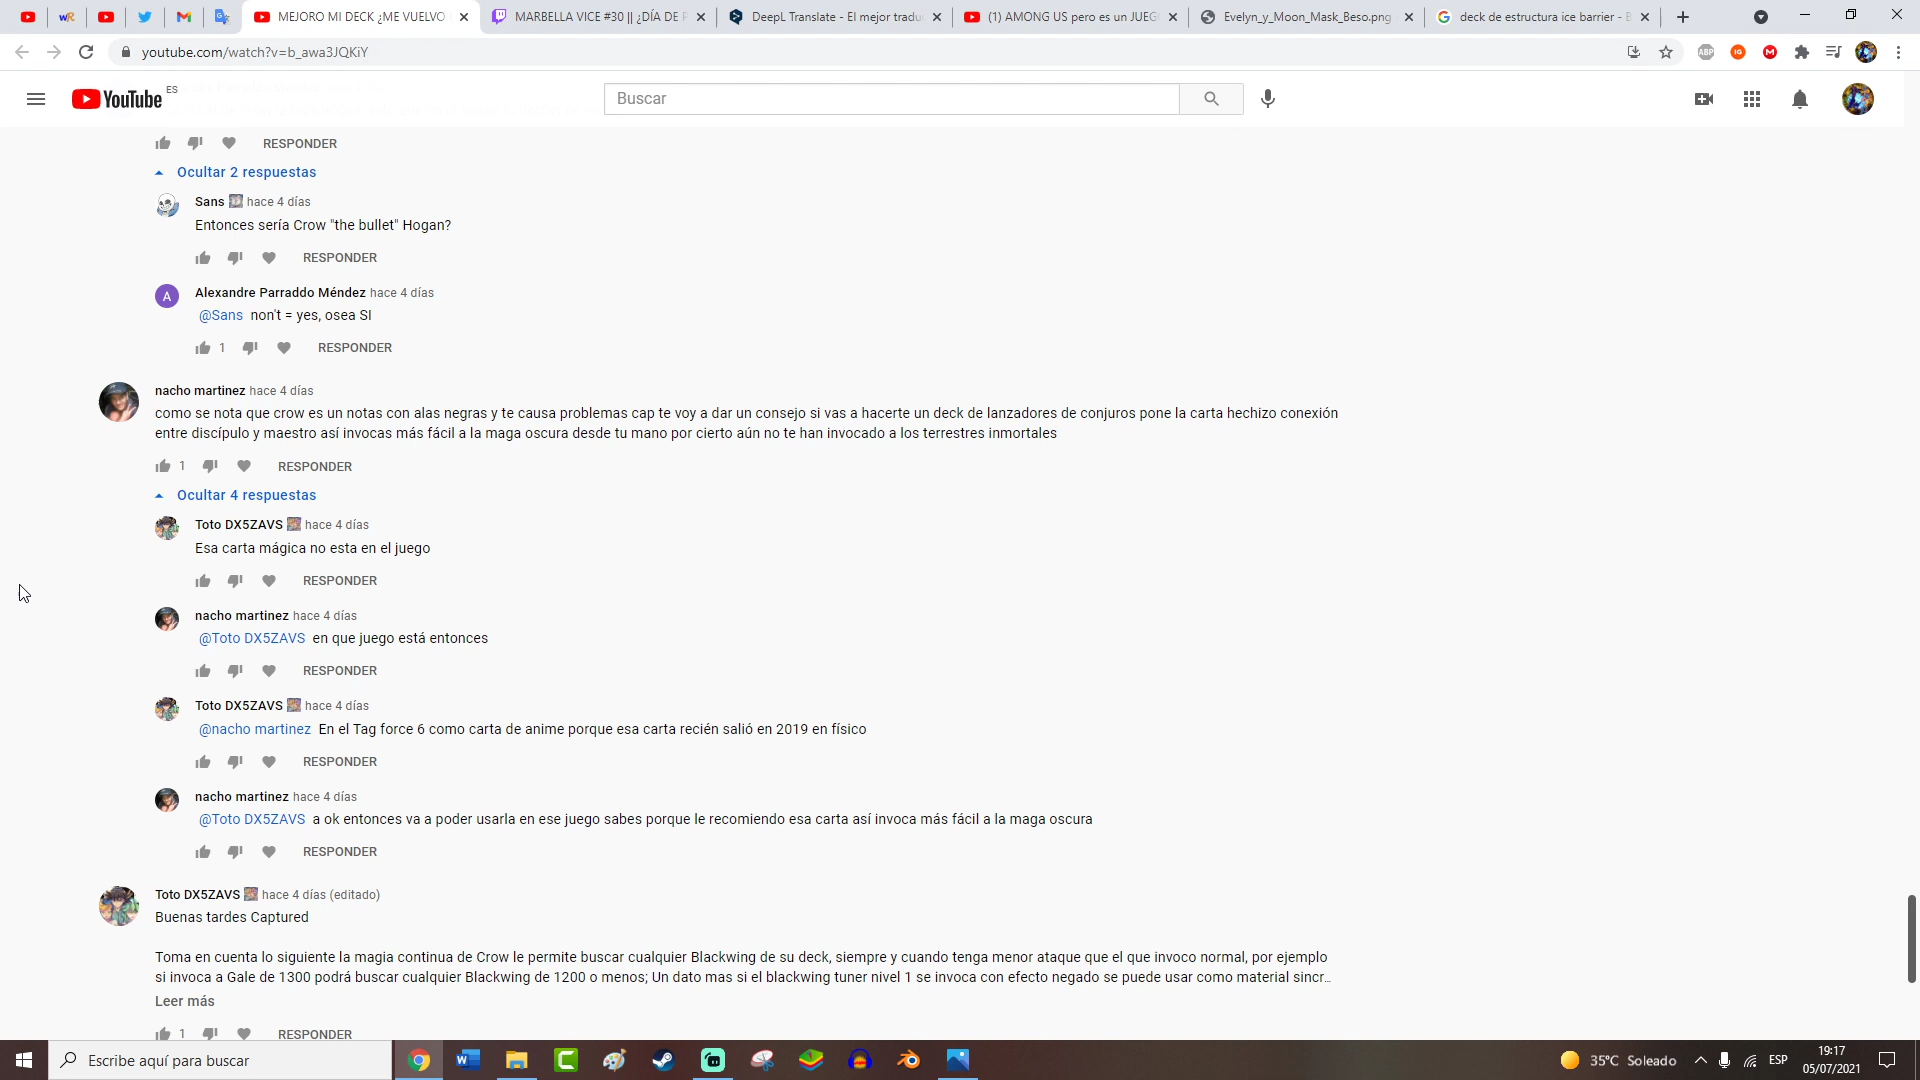 MEJORO MI DECK ¿ME VUELVO
MARBELLA VICE #30 || ¿DÍA DE
DeepL Translate - El mejor tradu
(1) AMONG US pero es un JUEG
Evelyn_y_Moon_Mask_Beso.png
deck de estructura ice barrier -
youtube.com/watch?v=b_awa3JQKiY
ABP
YouTube ES
Buscar
RESPONDER
Ocultar 2 respuestas
Sans hace 4 días
Entonces sería Crow "the bullet" Hogan?
RESPONDER
A
Alexandre Parraddo Méndez hace 4 días
@Sans non't = yes, osea SI
1 RESPONDER
nacho martinez hace 4 días
como se nota que crow es un notas con alas negras y te causa problemas cap te voy a dar un consejo si vas a hacerte un deck de lanzadores de conjuros pone la carta hechizo conexión
entre discípulo y maestro así invocas más fácil a la maga oscura desde tu mano por cierto aún no te han invocado a los terrestres inmortales
1 RESPONDER
Ocultar 4 respuestas
Toto DX5ZAVS hace 4 días
Esa carta mágica no esta en el juego
RESPONDER
nacho martinez hace 4 días
@Toto DX5ZAVS en que juego está entonces
RESPONDER
Toto DX5ZAVS hace 4 días
@nacho martinez En el Tag force 6 como carta de anime porque esa carta recién salió en 2019 en físico
RESPONDER
nacho martinez hace 4 días
@Toto DX5ZAVS a ok entonces va a poder usarla en ese juego sabes porque le recomiendo esa carta así invoca más fácil a la maga oscura
RESPONDER
Toto DX5ZAVS hace 4 días (editado)
Buenas tardes Captured
Toma en cuenta lo siguiente la magia continua de Crow le permite buscar cualquier Blackwing de su deck, siempre y cuando tenga menor ataque que el que invoco normal, por ejemplo
si invoca a Gale de 1300 podrá buscar cualquier Blackwing de 1200 o menos; Un dato mas si el blackwing tuner nivel 1 se invoca con efecto negado se puede usar como material sincr...
Leer más
1 RESPONDER
Escribe aquí para buscar
35°C Soleado
ESP
19:17
05/07/2021